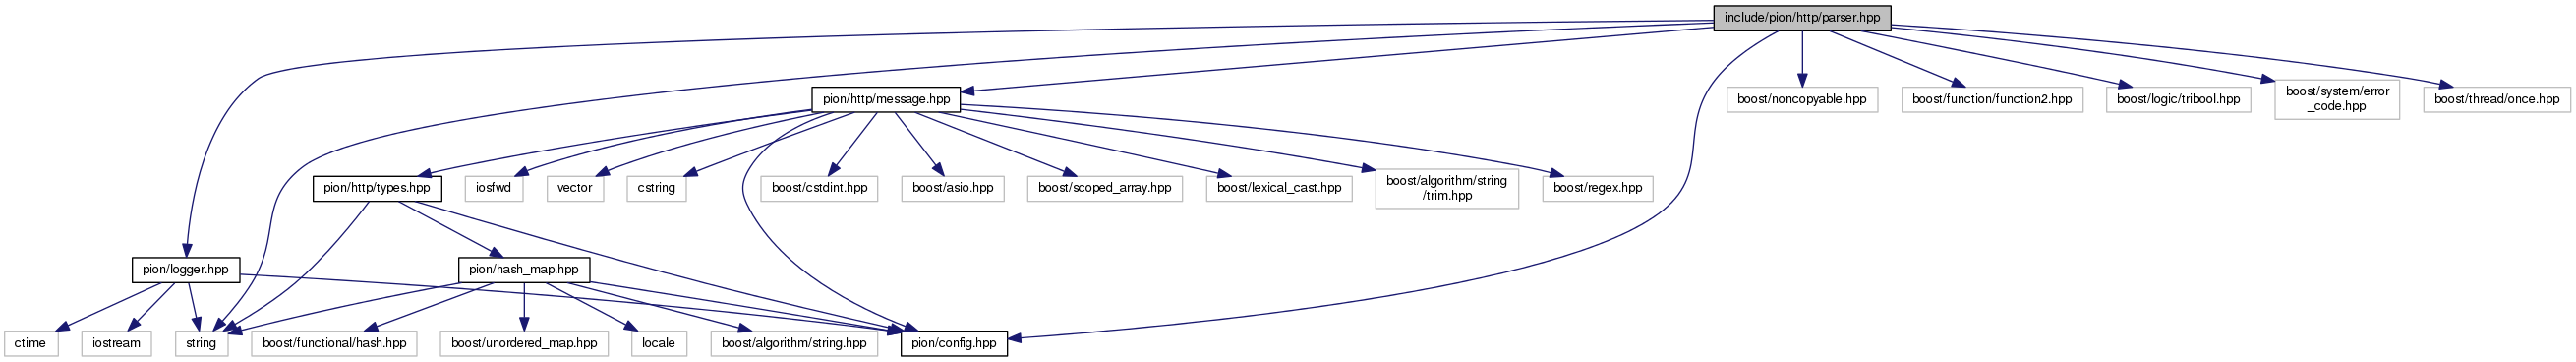 include/pion/http/parser.hpp
pion/http/message.hpp
boost/noncopyable.hpp
boost/function/function2.hpp
boost/logic/tribool.hpp
boost/system/error
_code.hpp
boost/thread/once.hpp
pion/http/types.hpp
iosfwd
vector
cstring
boost/cstdint.hpp
boost/asio.hpp
boost/scoped_array.hpp
boost/lexical_cast.hpp
boost/algorithm/string
/trim.hpp
boost/regex.hpp
pion/logger.hpp
pion/hash_map.hpp
ctime
iostream
string
boost/functional/hash.hpp
boost/unordered_map.hpp
locale
boost/algorithm/string.hpp
pion/config.hpp